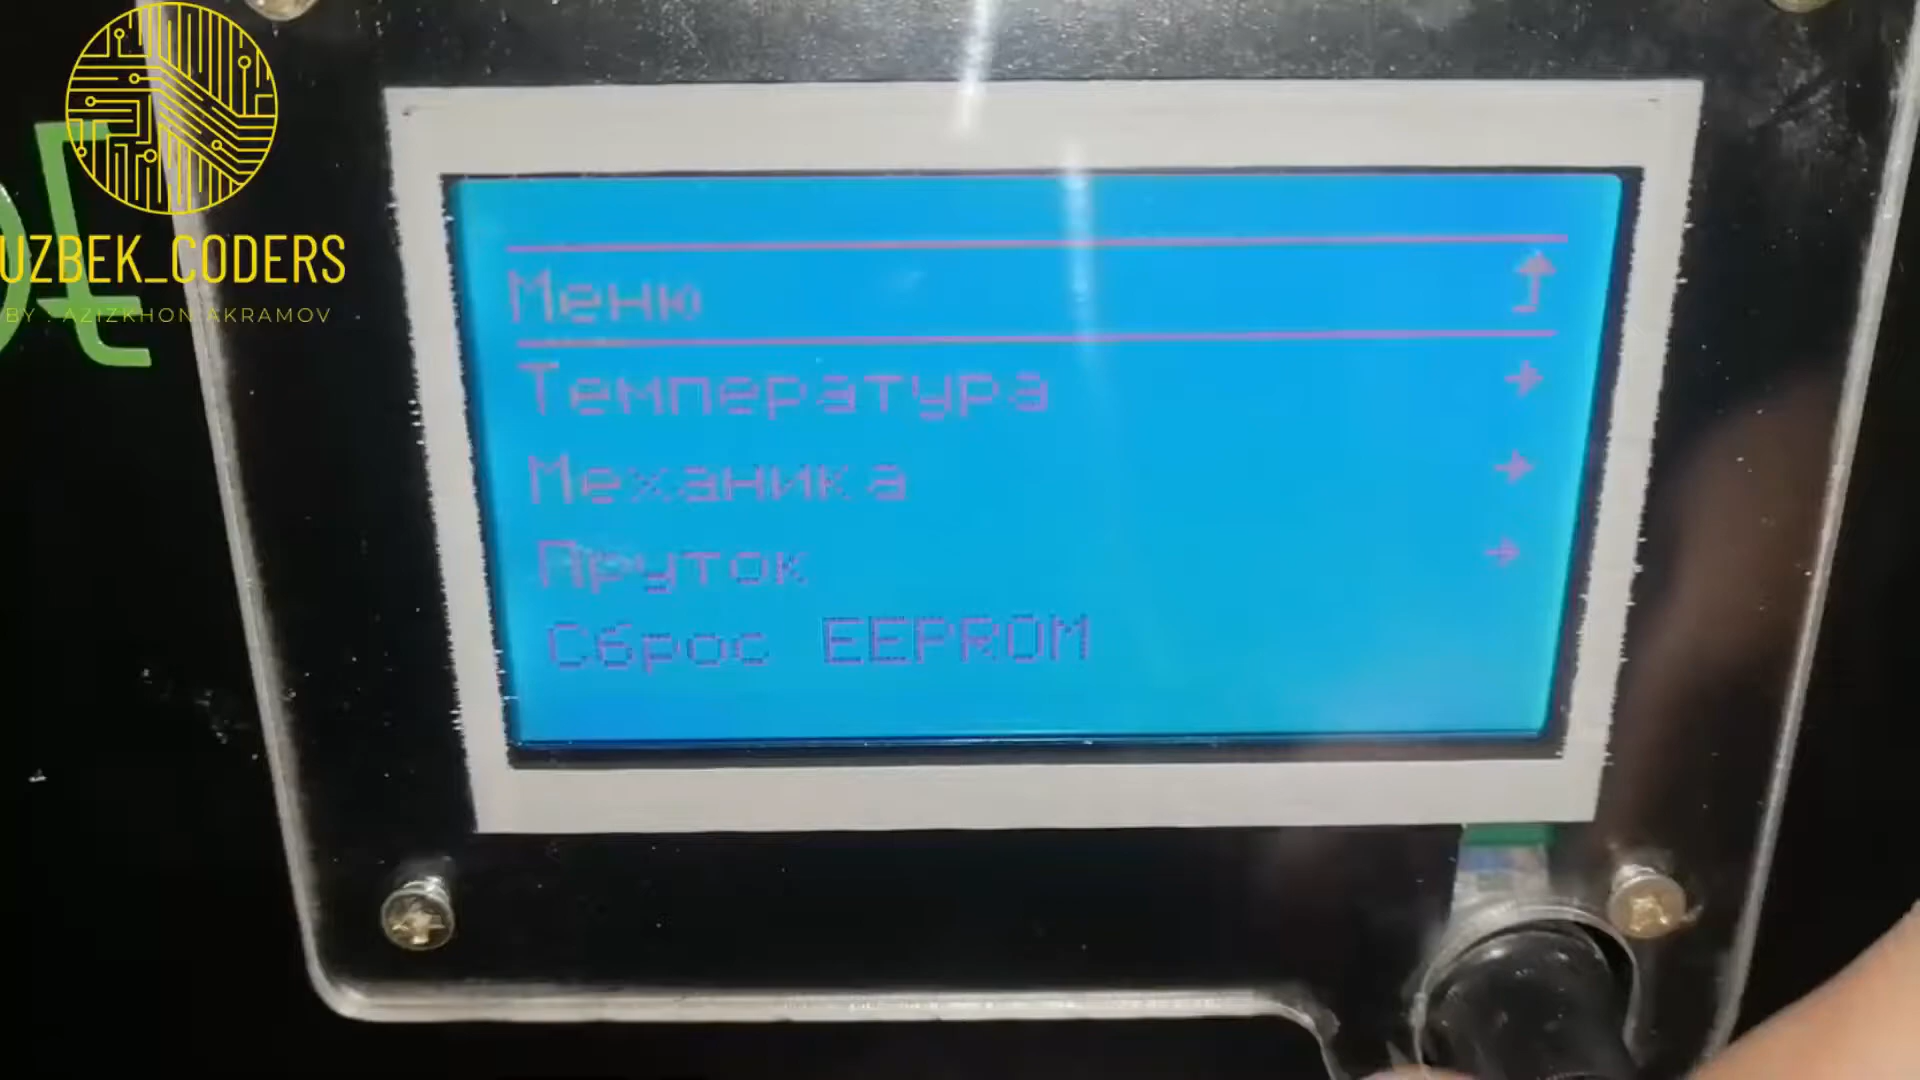 UZBEK_CODERS
BY : AZIZKHON AKRAMOV
Меню
Температура
Механика
Пруток
Сброс EEPROM